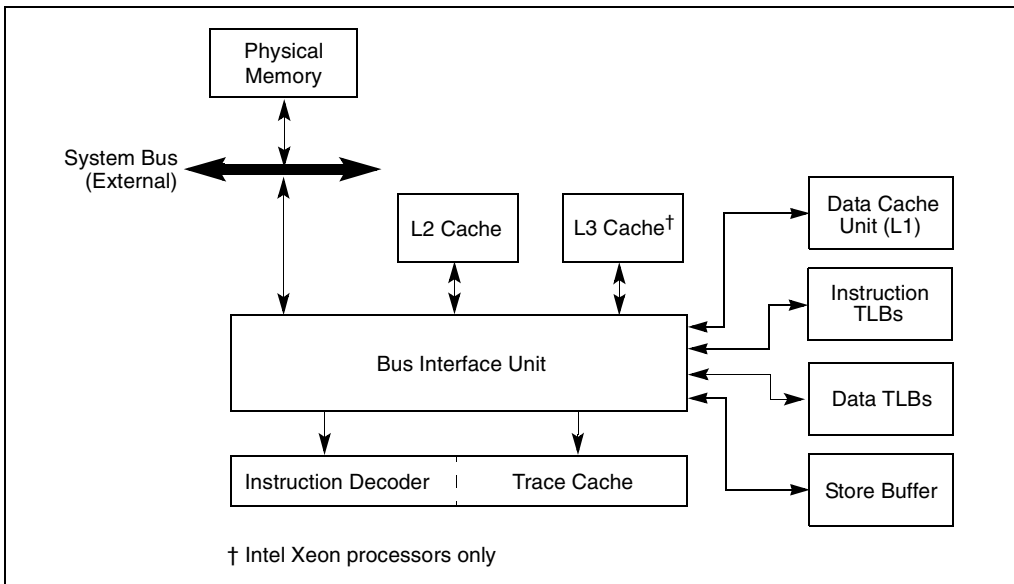 Physical
Memory
System Bus
(External)
L2 Cache
L3 Cache†
Data Cache
Unit (L1)
Instruction
TLBs
Bus Interface Unit
Data TLBs
Instruction Decoder
Trace Cache
Store Buffer
† Intel Xeon processors only